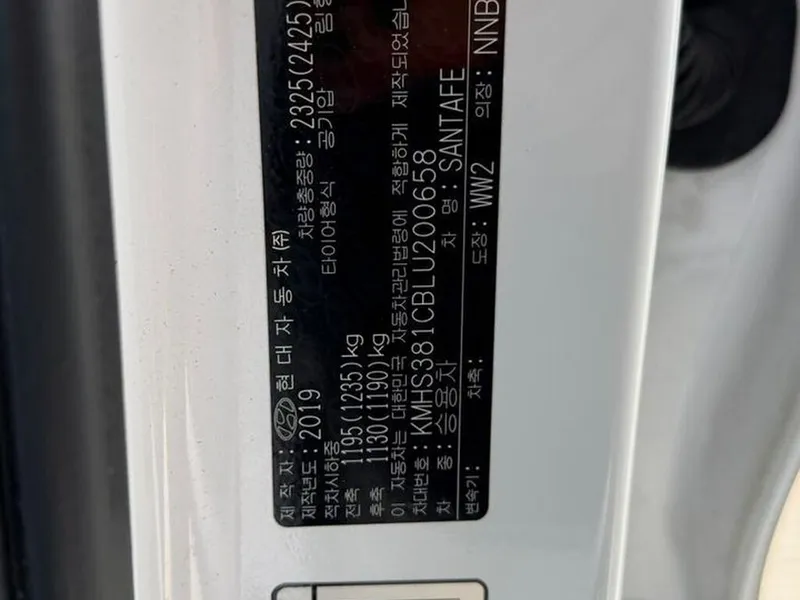 제 작 자 : 현 대 자 동 차 (주)
제작년도 : 2019 차량총중량 : 2325(2425)
적차시하중 타이어형식 공기압
전축 1195(1235)kg
후축 1130(1190)kg
이 자동차는 대한민국 자동차관리법령에 적합하게 제작되었습니
차대번호 : KMHS381CBLU200658
차 종 : 승용차 차 명 : SANTAFE
변속기 : 차축 : 도장 : WW2 의장 : NNB